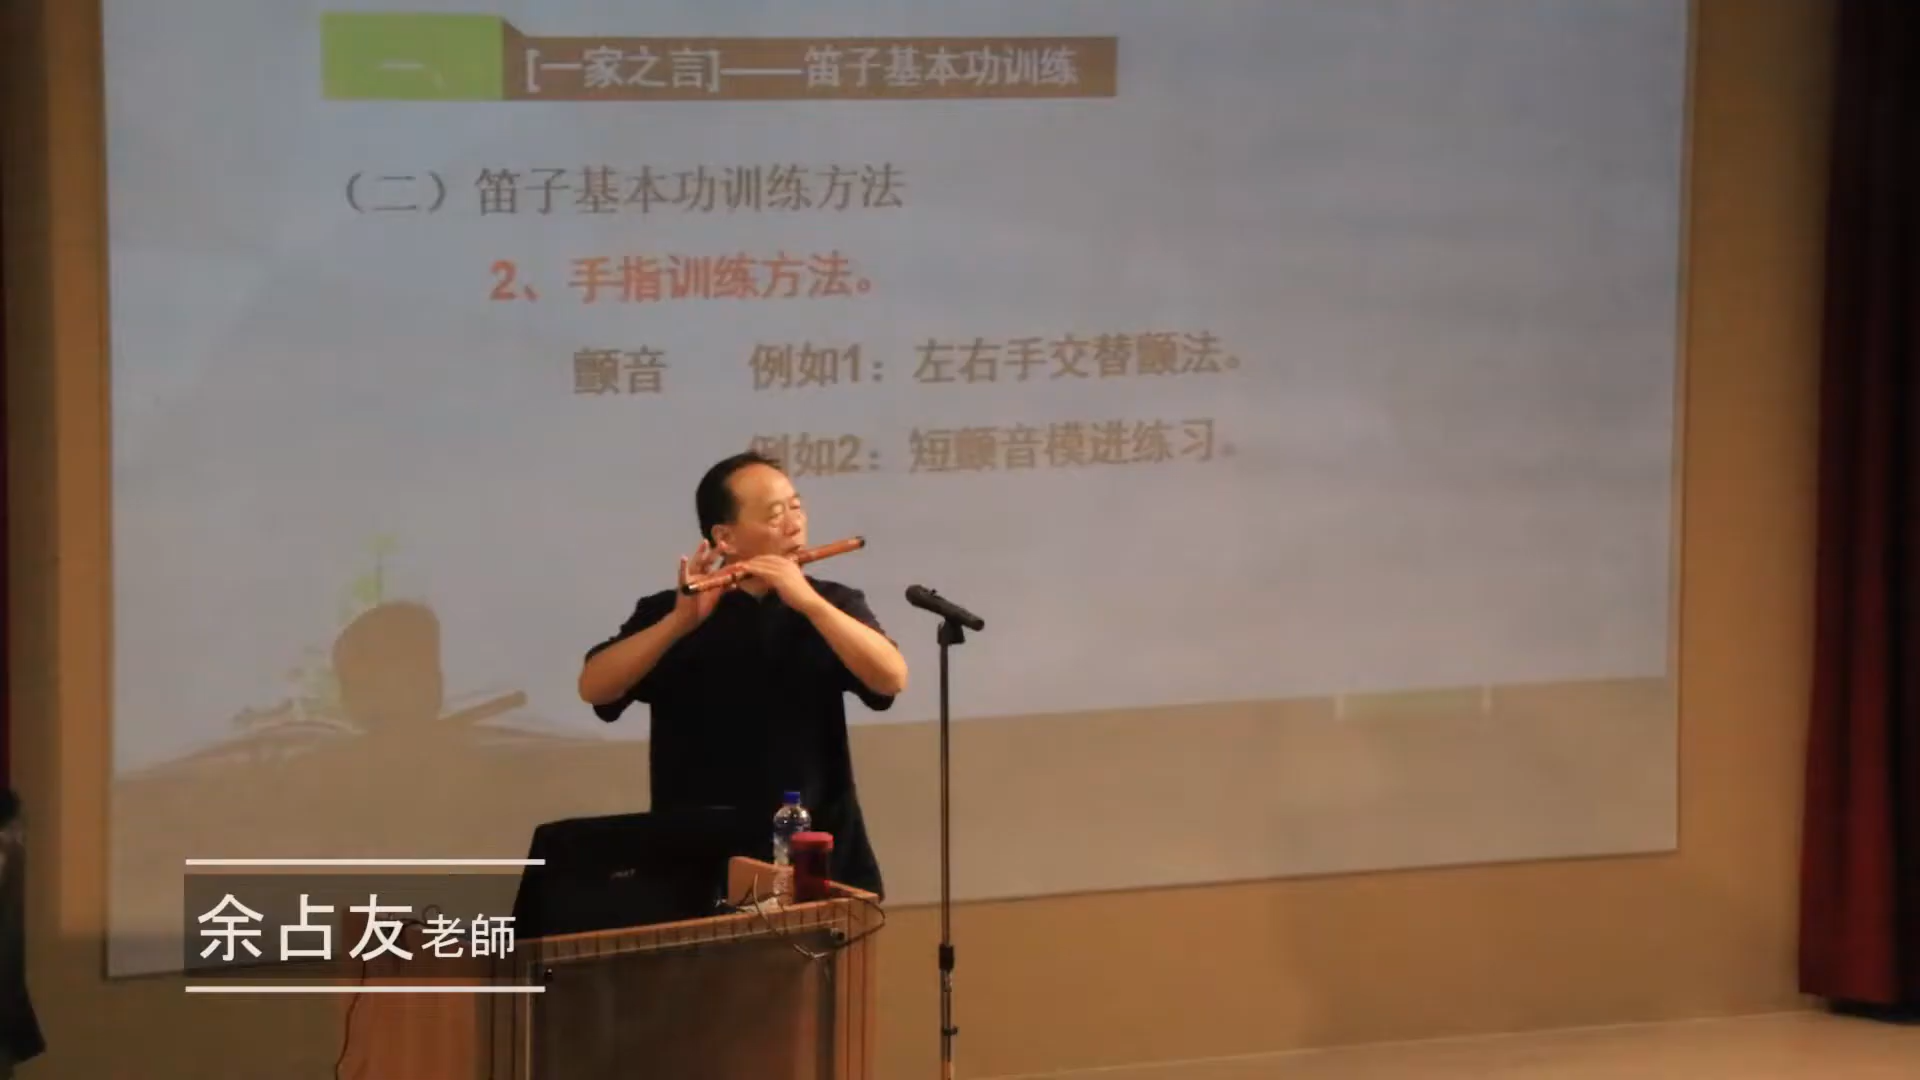 一、 [一家之言]——笛子基本功训练
（二）笛子基本功训练方法
2、手指训练方法。
颤音 例如1：左右手交替颤法。
例如2：短颤音模进练习。
余占友老師